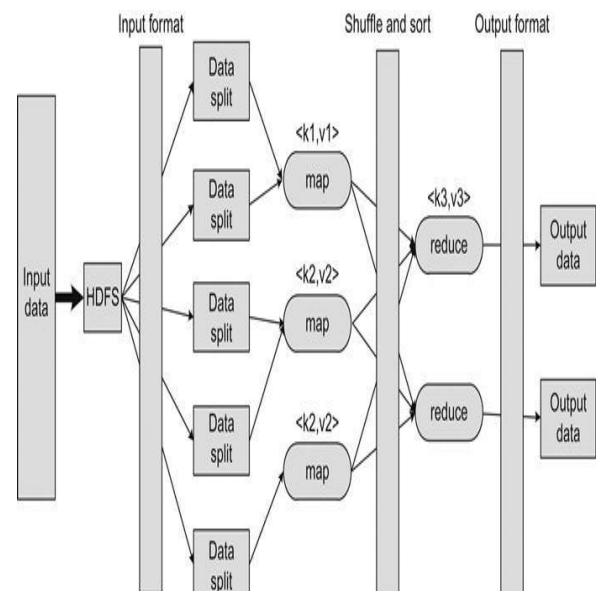 Input format
Shuffle and sort
Output format
Data
split
<k1,v1>
map
Data
split
<k3,v3>
reduce
Output
data
Input
data
HDFS
Data
split
<k2,v2>
map
Data
split
<k2,v2>
map
reduce
Output
data
Data
split